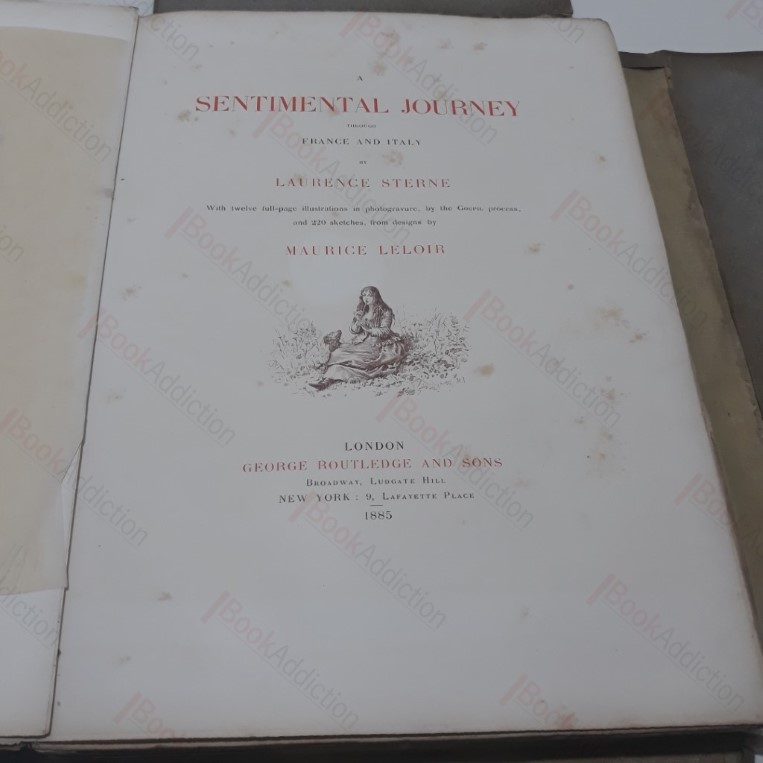 A
SENTIMENTAL JOURNEY
THROUGH
FRANCE AND ITALY
BY
LAURENCE STERNE
With twelve full-page illustrations in photogravure, by the Goupil process,
and 220 sketches, from designs by
MAURICE LELOIR
LONDON
GEORGE ROUTLEDGE AND SONS
BROADWAY, LUDGATE HILL
NEW YORK: 9, LAFAYETTE PLACE
1885
BookAddiction